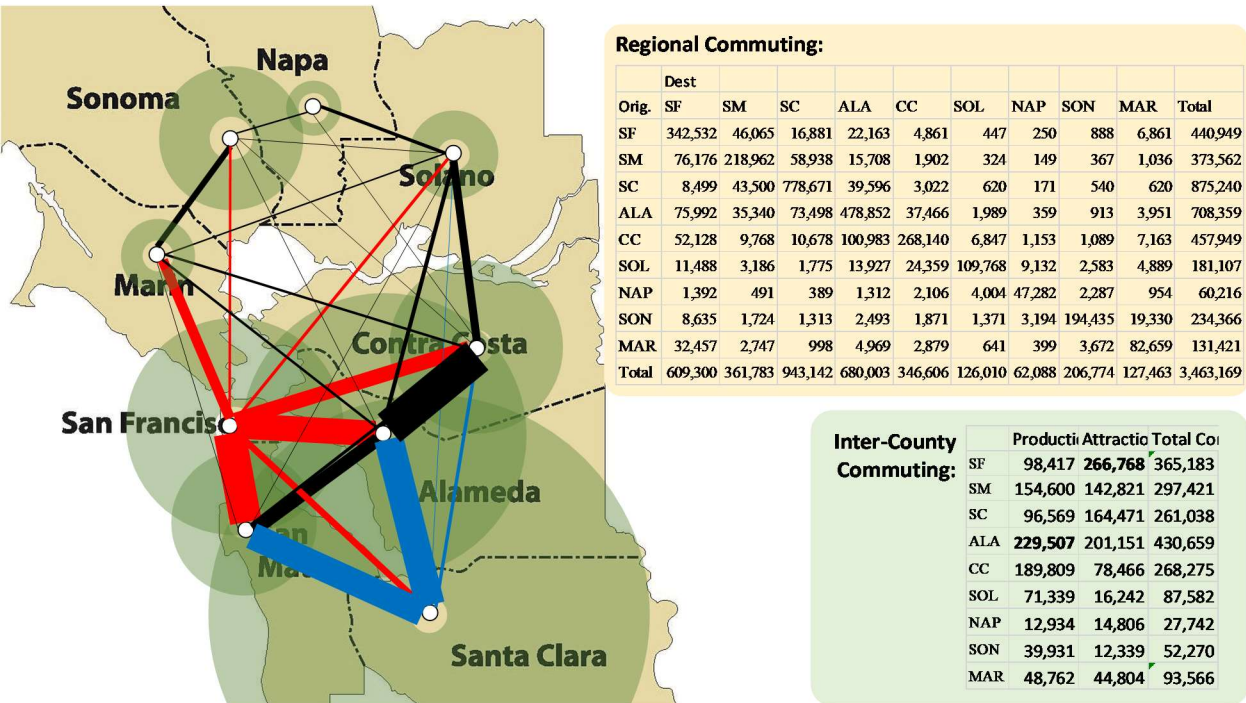 Napa
Sonoma
Solano
Marin
Contra Costa
San Francisc
Alameda
San
Mat
Santa Clara
Regional Commuting:
Dest
Orig. SF SM SC ALA CC SOL NAP SON MAR Total
SF 342,532 46,065 16,881 22,163 4,861 447 250 888 6,861 440,949
SM 76,176 218,962 58,938 15,708 1,902 324 149 367 1,036 373,562
SC 8,499 43,500 778,671 39,596 3,022 620 171 540 620 875,240
ALA 75,992 35,340 73,498 478,852 37,466 1,989 359 913 3,951 708,359
CC 52,128 9,768 10,678 100,983 268,140 6,847 1,153 1,089 7,163 457,949
SOL 11,488 3,186 1,775 13,927 24,359 109,768 9,132 2,583 4,889 181,107
NAP 1,392 491 389 1,312 2,106 4,004 47,282 2,287 954 60,216
SON 8,635 1,724 1,313 2,493 1,871 1,371 3,194 194,435 19,330 234,366
MAR 32,457 2,747 998 4,969 2,879 641 399 3,672 82,659 131,421
Total 609,300 361,783 943,142 680,003 346,606 126,010 62,088 206,774 127,463 3,463,169
Inter-County
Commuting:
Producti Attractio Total Co
SF 98,417 266,768 365,183
SM 154,600 142,821 297,421
SC 96,569 164,471 261,038
ALA 229,507 201,151 430,659
CC 189,809 78,466 268,275
SOL 71,339 16,242 87,582
NAP 12,934 14,806 27,742
SON 39,931 12,339 52,270
MAR 48,762 44,804 93,566